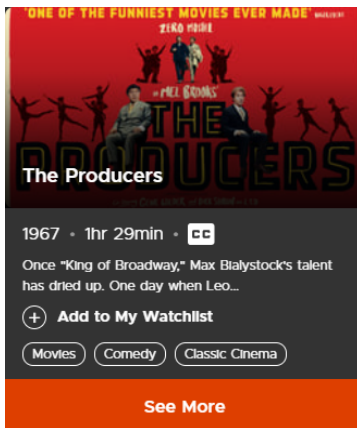 "ONE OF THE FUNNIEST MOVIES EVER MADE"
ZERO MOSTEL
IN MEL BROOKS'
THE
PRODUCERS
The Producers
1967 • 1hr 29min • CC
Once "King of Broadway," Max Bialystock's talent
has dried up. One day when Leo...
+ Add to My Watchlist
Movies Comedy Classic Cinema
See More